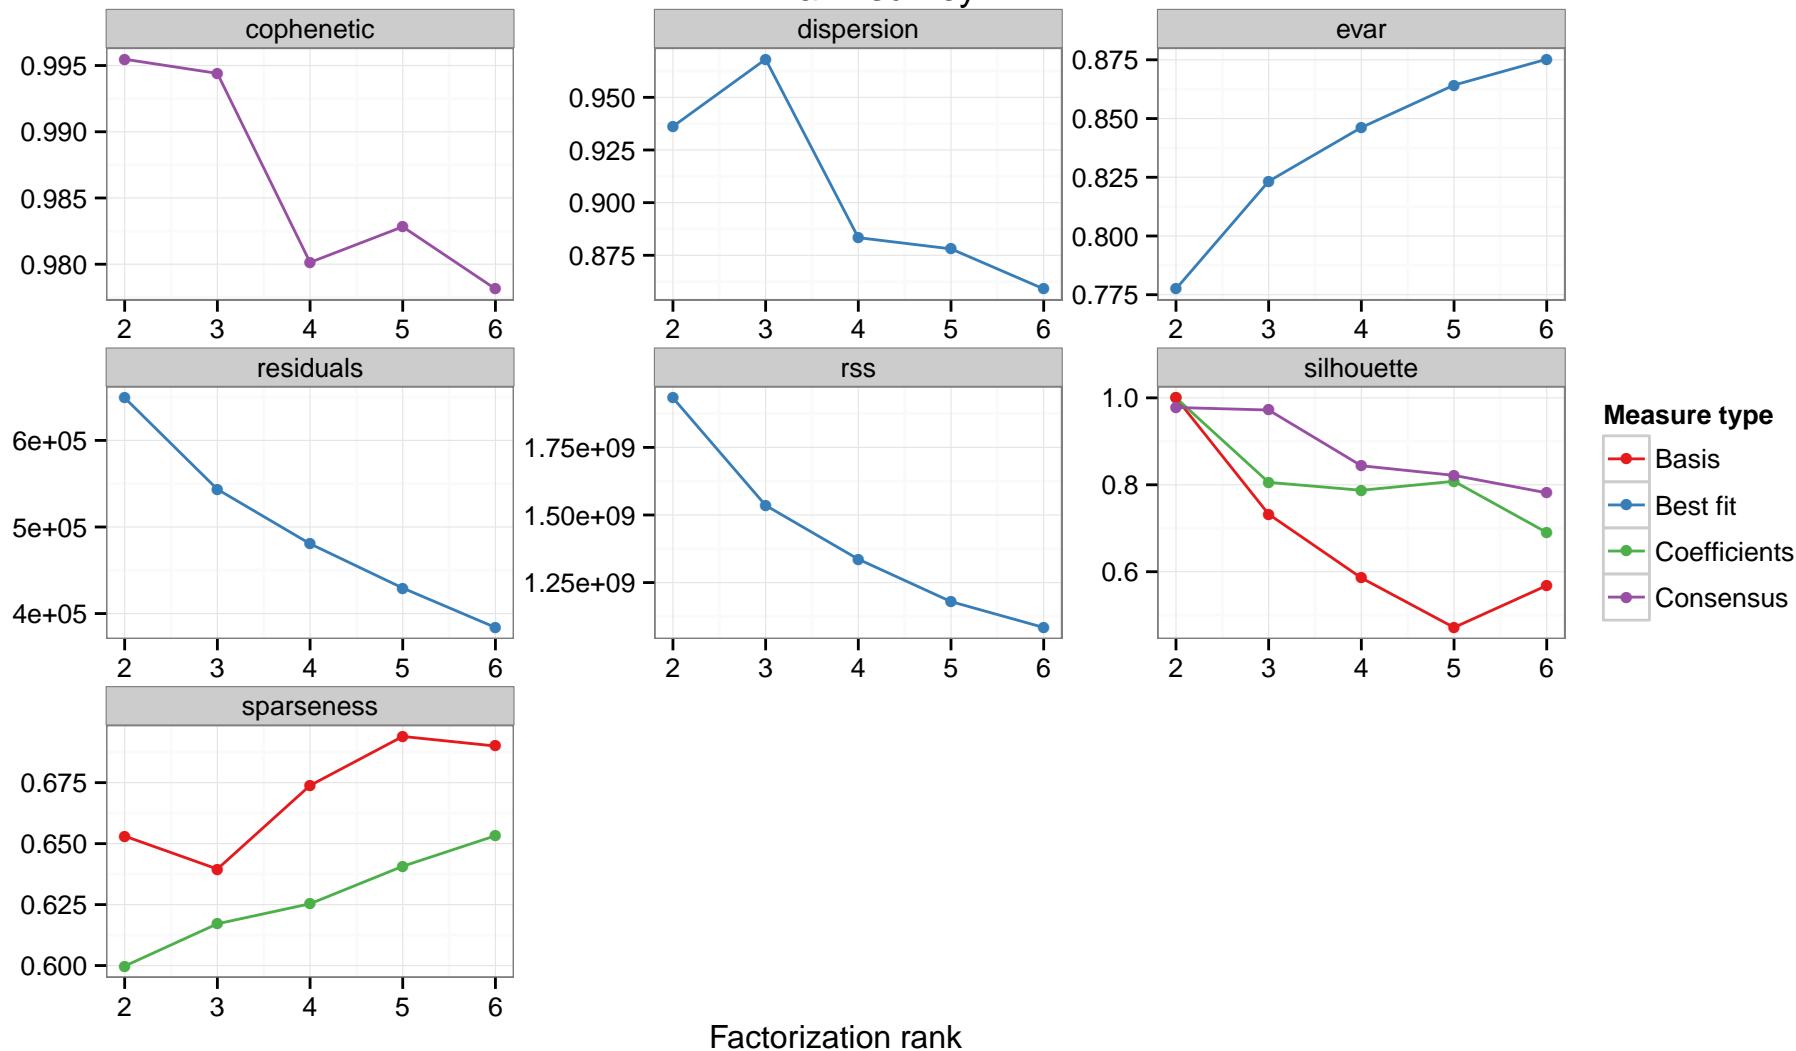 cophenetic
dispersion
evar
0.995
0.990
0.985
0.980
2 3 4 5 6
0.950
0.925
0.900
0.875
2 3 4 5 6
0.875
0.850
0.825
0.800
0.775
2 3 4 5 6
residuals
rss
silhouette
6e+05
5e+05
4e+05
2 3 4 5 6
1.75e+09
1.50e+09
1.25e+09
2 3 4 5 6
1.0
0.8
0.6
2 3 4 5 6
Measure type
Basis
Best fit
Coefficients
Consensus
sparseness
0.675
0.650
0.625
0.600
2 3 4 5 6
Factorization rank